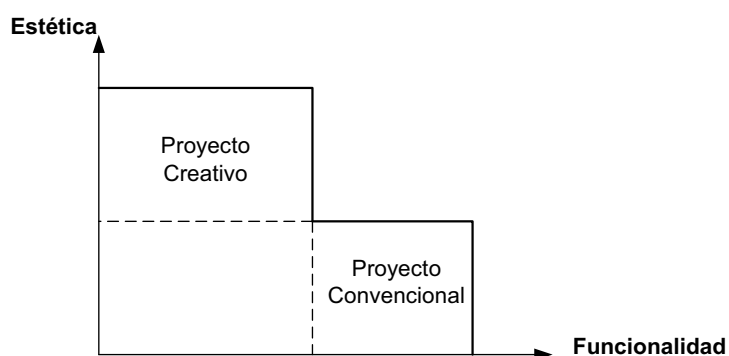 Estética
Proyecto
Creativo
Proyecto
Convencional
Funcionalidad